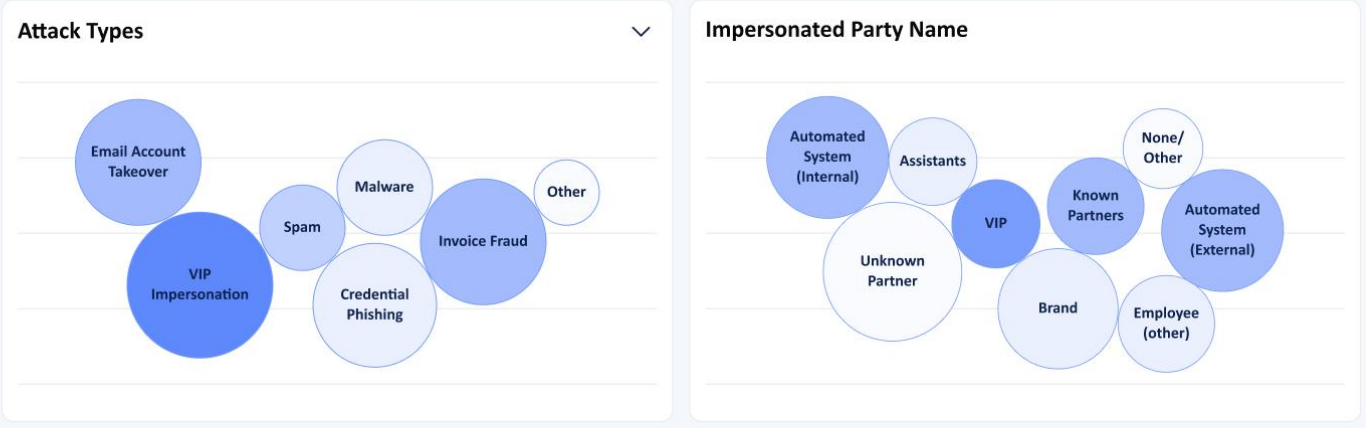 Attack Types
Email Account
Takeover
VIP
Impersonation
Spam
Malware
Credential
Phishing
Invoice Fraud
Other
Impersonated Party Name
Automated
System
(Internal)
Assistants
Unknown
Partner
VIP
Known
Partners
None/
Other
Automated
System
(External)
Brand
Employee
(other)